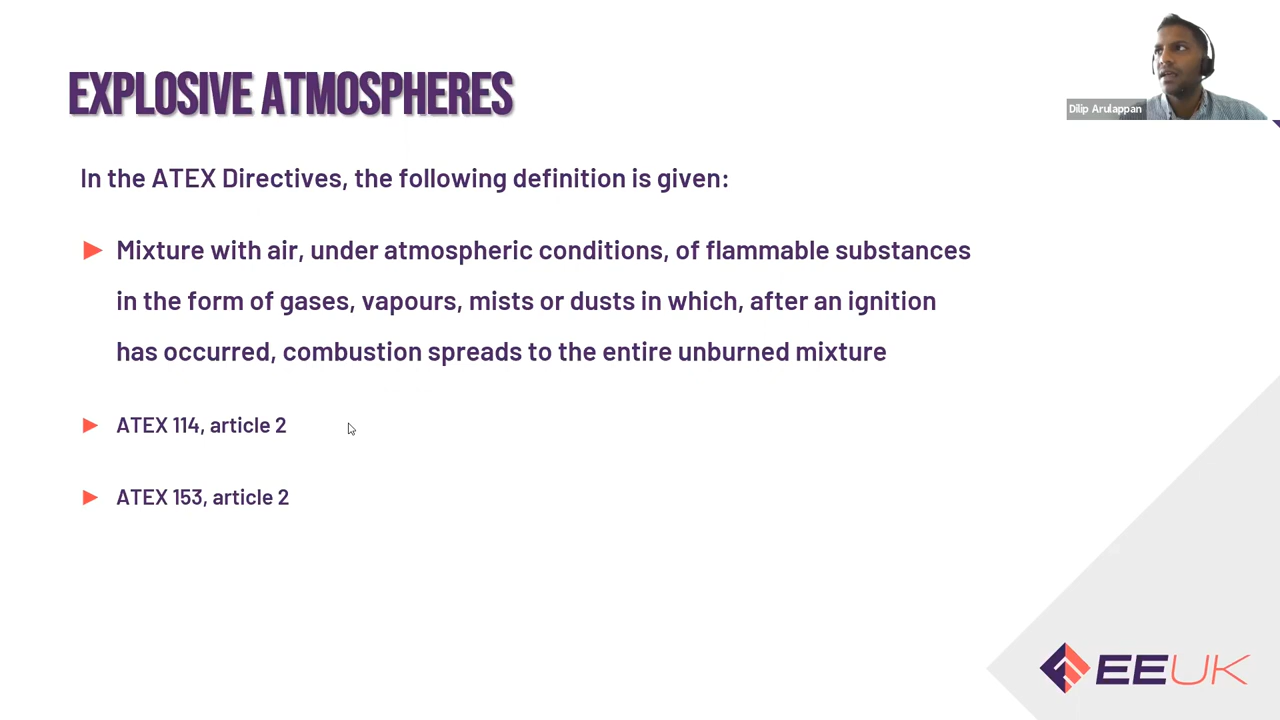 EXPLOSIVE ATMOSPHERES
Dilip Arulappan
In the ATEX Directives, the following definition is given:
Mixture with air, under atmospheric conditions, of flammable substances
in the form of gases, vapours, mists or dusts in which, after an ignition
has occurred, combustion spreads to the entire unburned mixture
ATEX 114, article 2
ATEX 153, article 2
EEUK